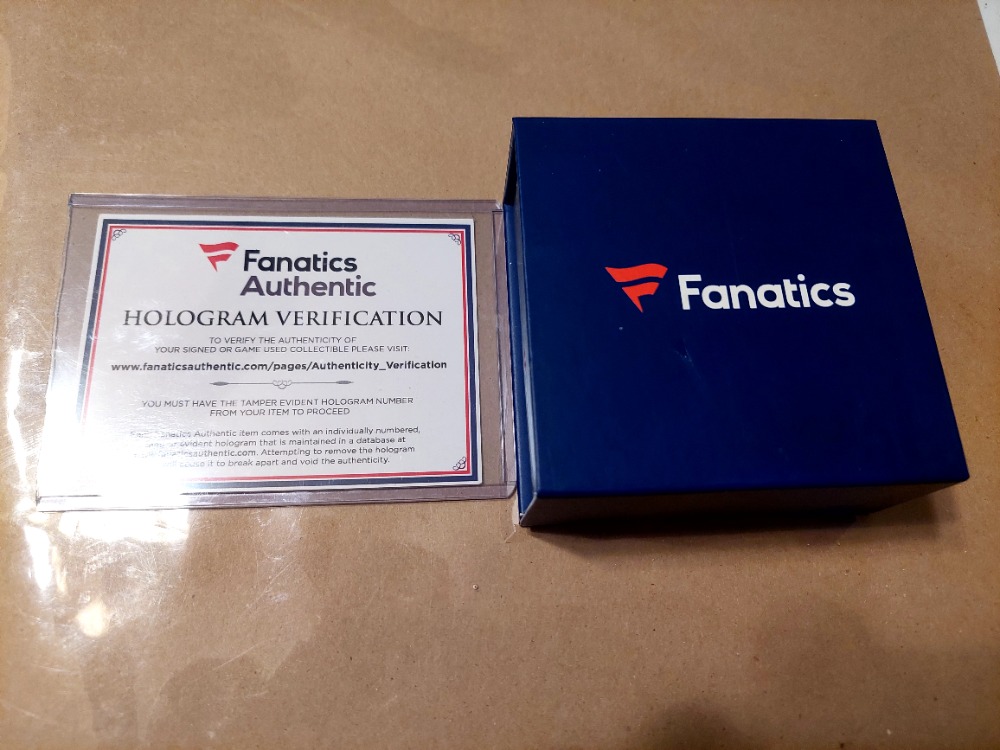 Fanatics
Authentic
HOLOGRAM VERIFICATION
TO VERIFY THE AUTHENTICITY OF
YOUR SIGNED OR GAME USED COLLECTIBLE PLEASE VISIT:
www.fanaticsauthentic.com/pages/Authenticity_Verification
YOU MUST HAVE THE TAMPER EVIDENT HOLOGRAM NUMBER
FROM YOUR ITEM TO PROCEED
Fanatics Authentic item comes with an individually numbered,
evident hologram that is maintained in a database at
Attempting to remove the hologram
cause it to break apart and void the authenticity.
Fanatics